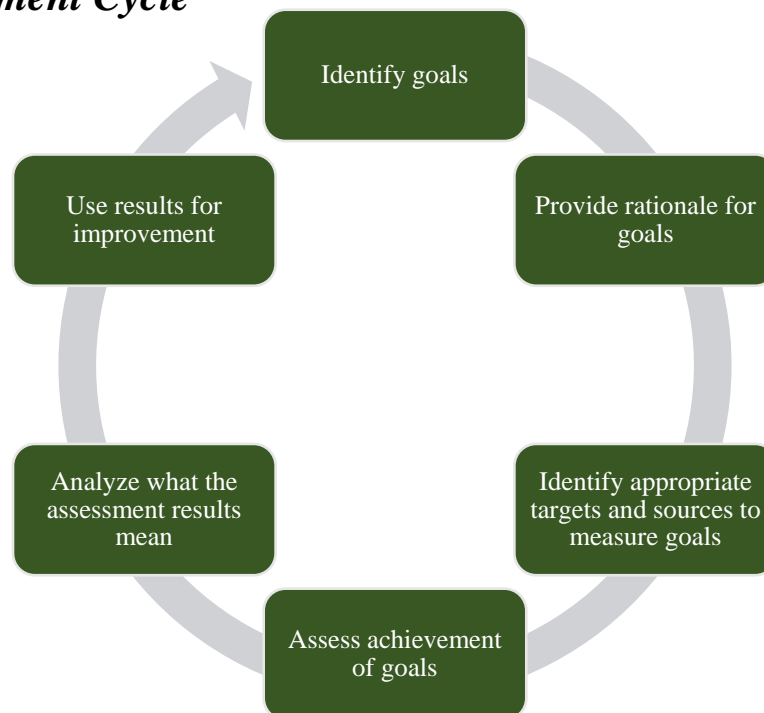 ment Cycle
Identify goals
Provide rationale for
goals
Identify appropriate
targets and sources to
measure goals
Assess achievement
of goals
Analyze what the
assessment results
mean
Use results for
improvement